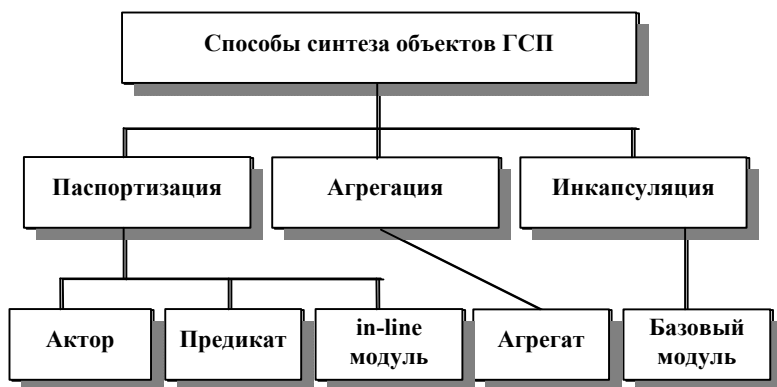 Способы синтеза объектов ГСП
Паспортизация
Агрегация
Инкапсуляция
Актор
Предикат
in-line
модуль
Агрегат
Базовый
модуль